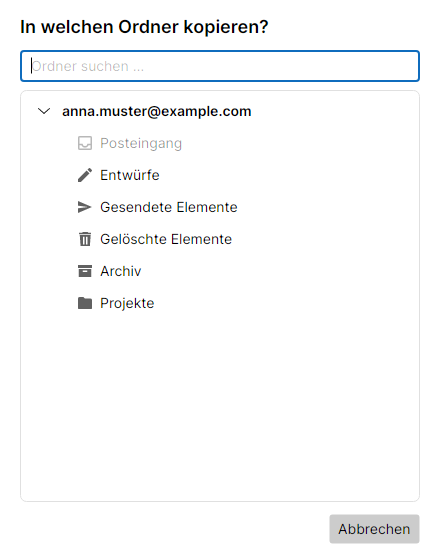 In welchen Ordner kopieren?
Ordner suchen ...
anna.muster@example.com
Posteingang
Entwürfe
Gesendete Elemente
Gelöschte Elemente
Archiv
Projekte
Abbrechen